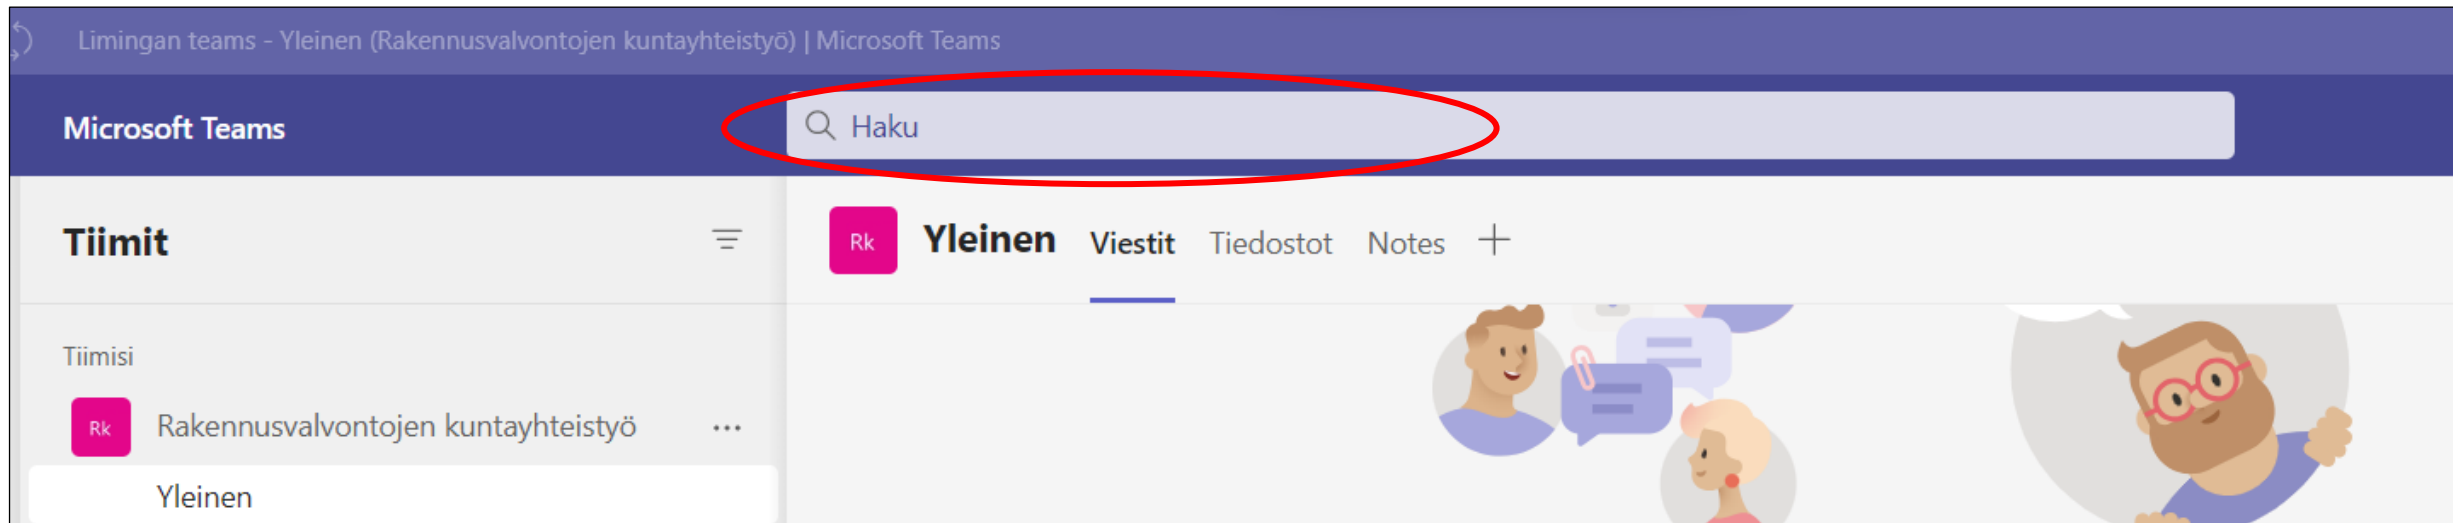 Limingan teams - Yleinen (Rakennusvalvontojen kuntayhteistyö) | Microsoft Teams
Microsoft Teams
Haku
Tiimit
Rk Yleinen Viestit Tiedostot Notes
Tiimisi
Rk Rakennusvalvontojen kuntayhteistyö ...
Yleinen